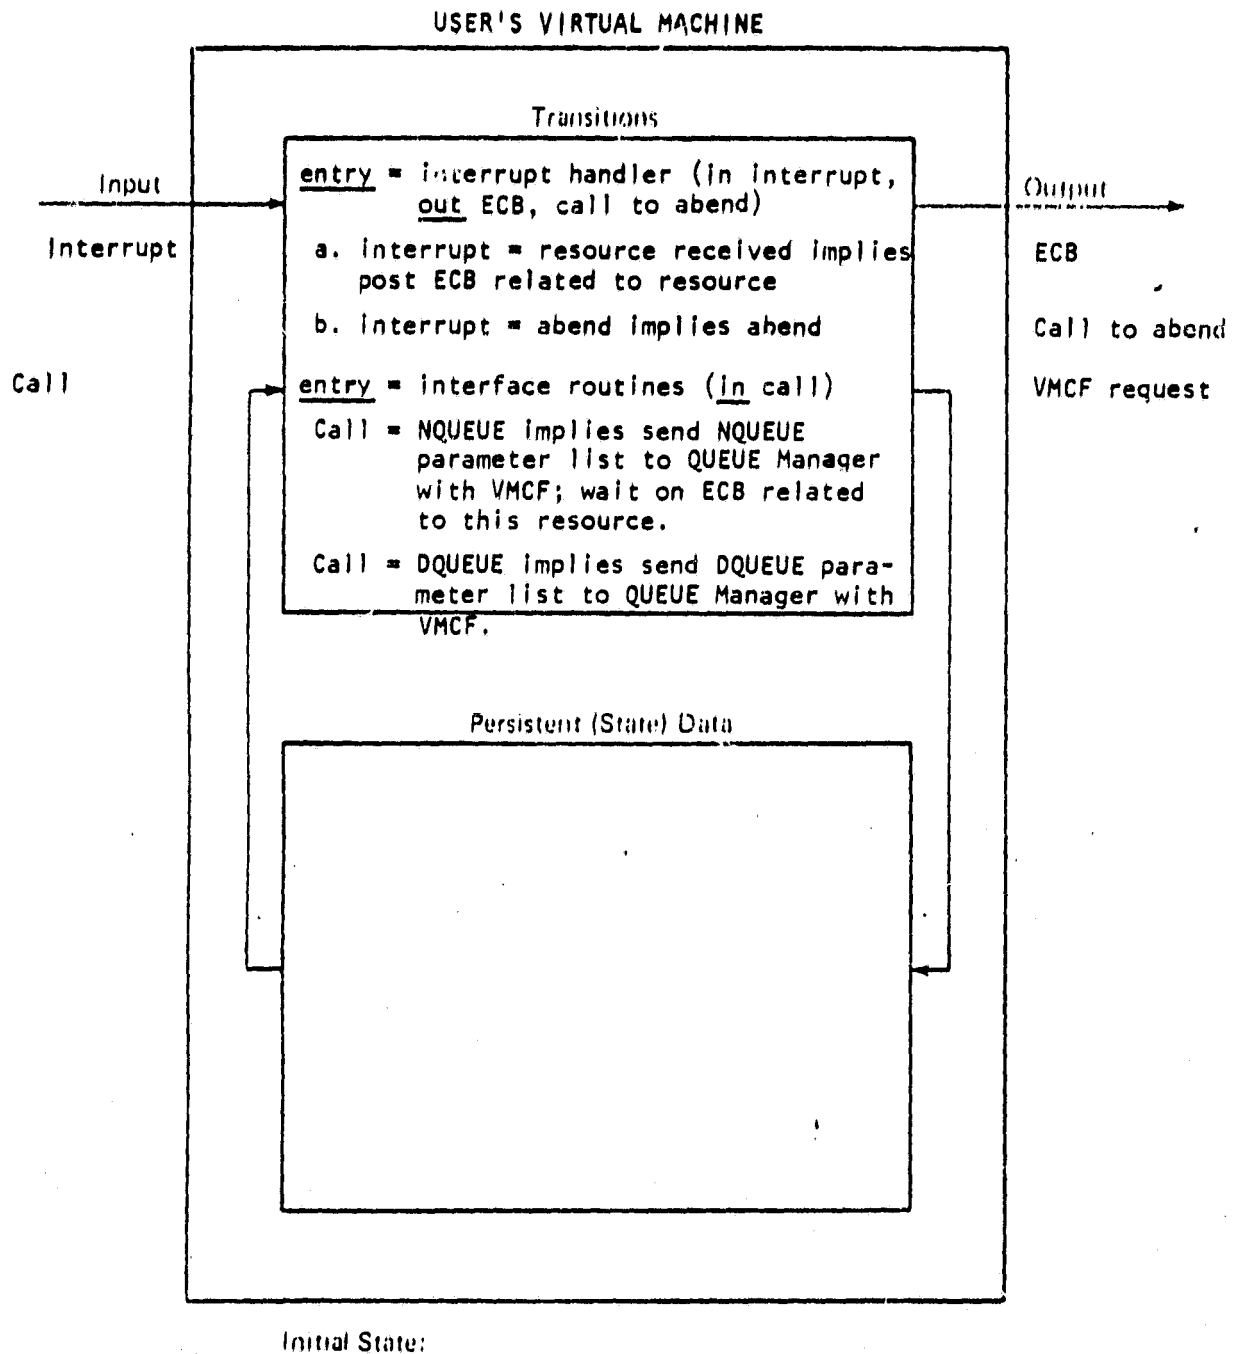 USER'S VIRTUAL MACHINE
Transitions
Input
Interrupt
Call
entry = interrupt handler (in interrupt,
out ECB, call to abend)
a. interrupt = resource received implies
post ECB related to resource
b. interrupt = abend implies abend
entry = interface routines (in call)
Call = NQUEUE implies send NQUEUE
parameter list to QUEUE Manager
with VMCF; wait on ECB related
to this resource.
Call = DQUEUE implies send DQUEUE para-
meter list to QUEUE Manager with
VMCF.
Output
ECB
Call to abend
VMCF request
Persistent (State) Data
Initial State: